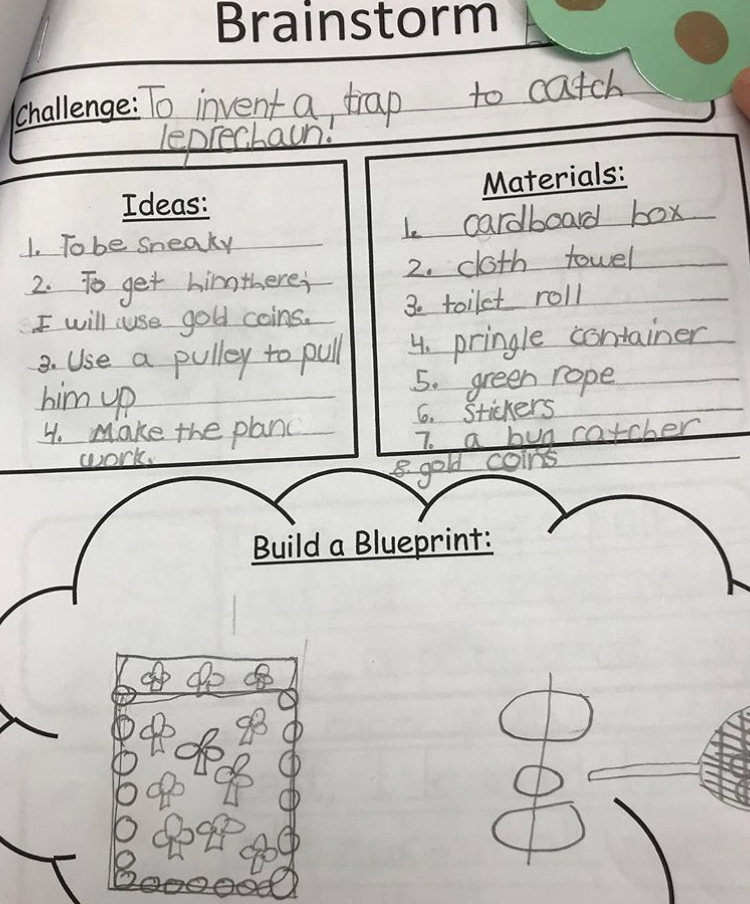 Brainstorm
Challenge: To invent a trap to catch
leprechaun!
Ideas:
1. To be sneaky
2. To get him there;
I will use gold coins.
3. Use a pulley to pull
him up
4. Make the plan
work.
Materials:
1. cardboard box
2. cloth towel
3. toilet roll
4. pringle container
5. green rope
6. Stickers
7. a bug catcher
8. gold coins
Build a Blueprint: